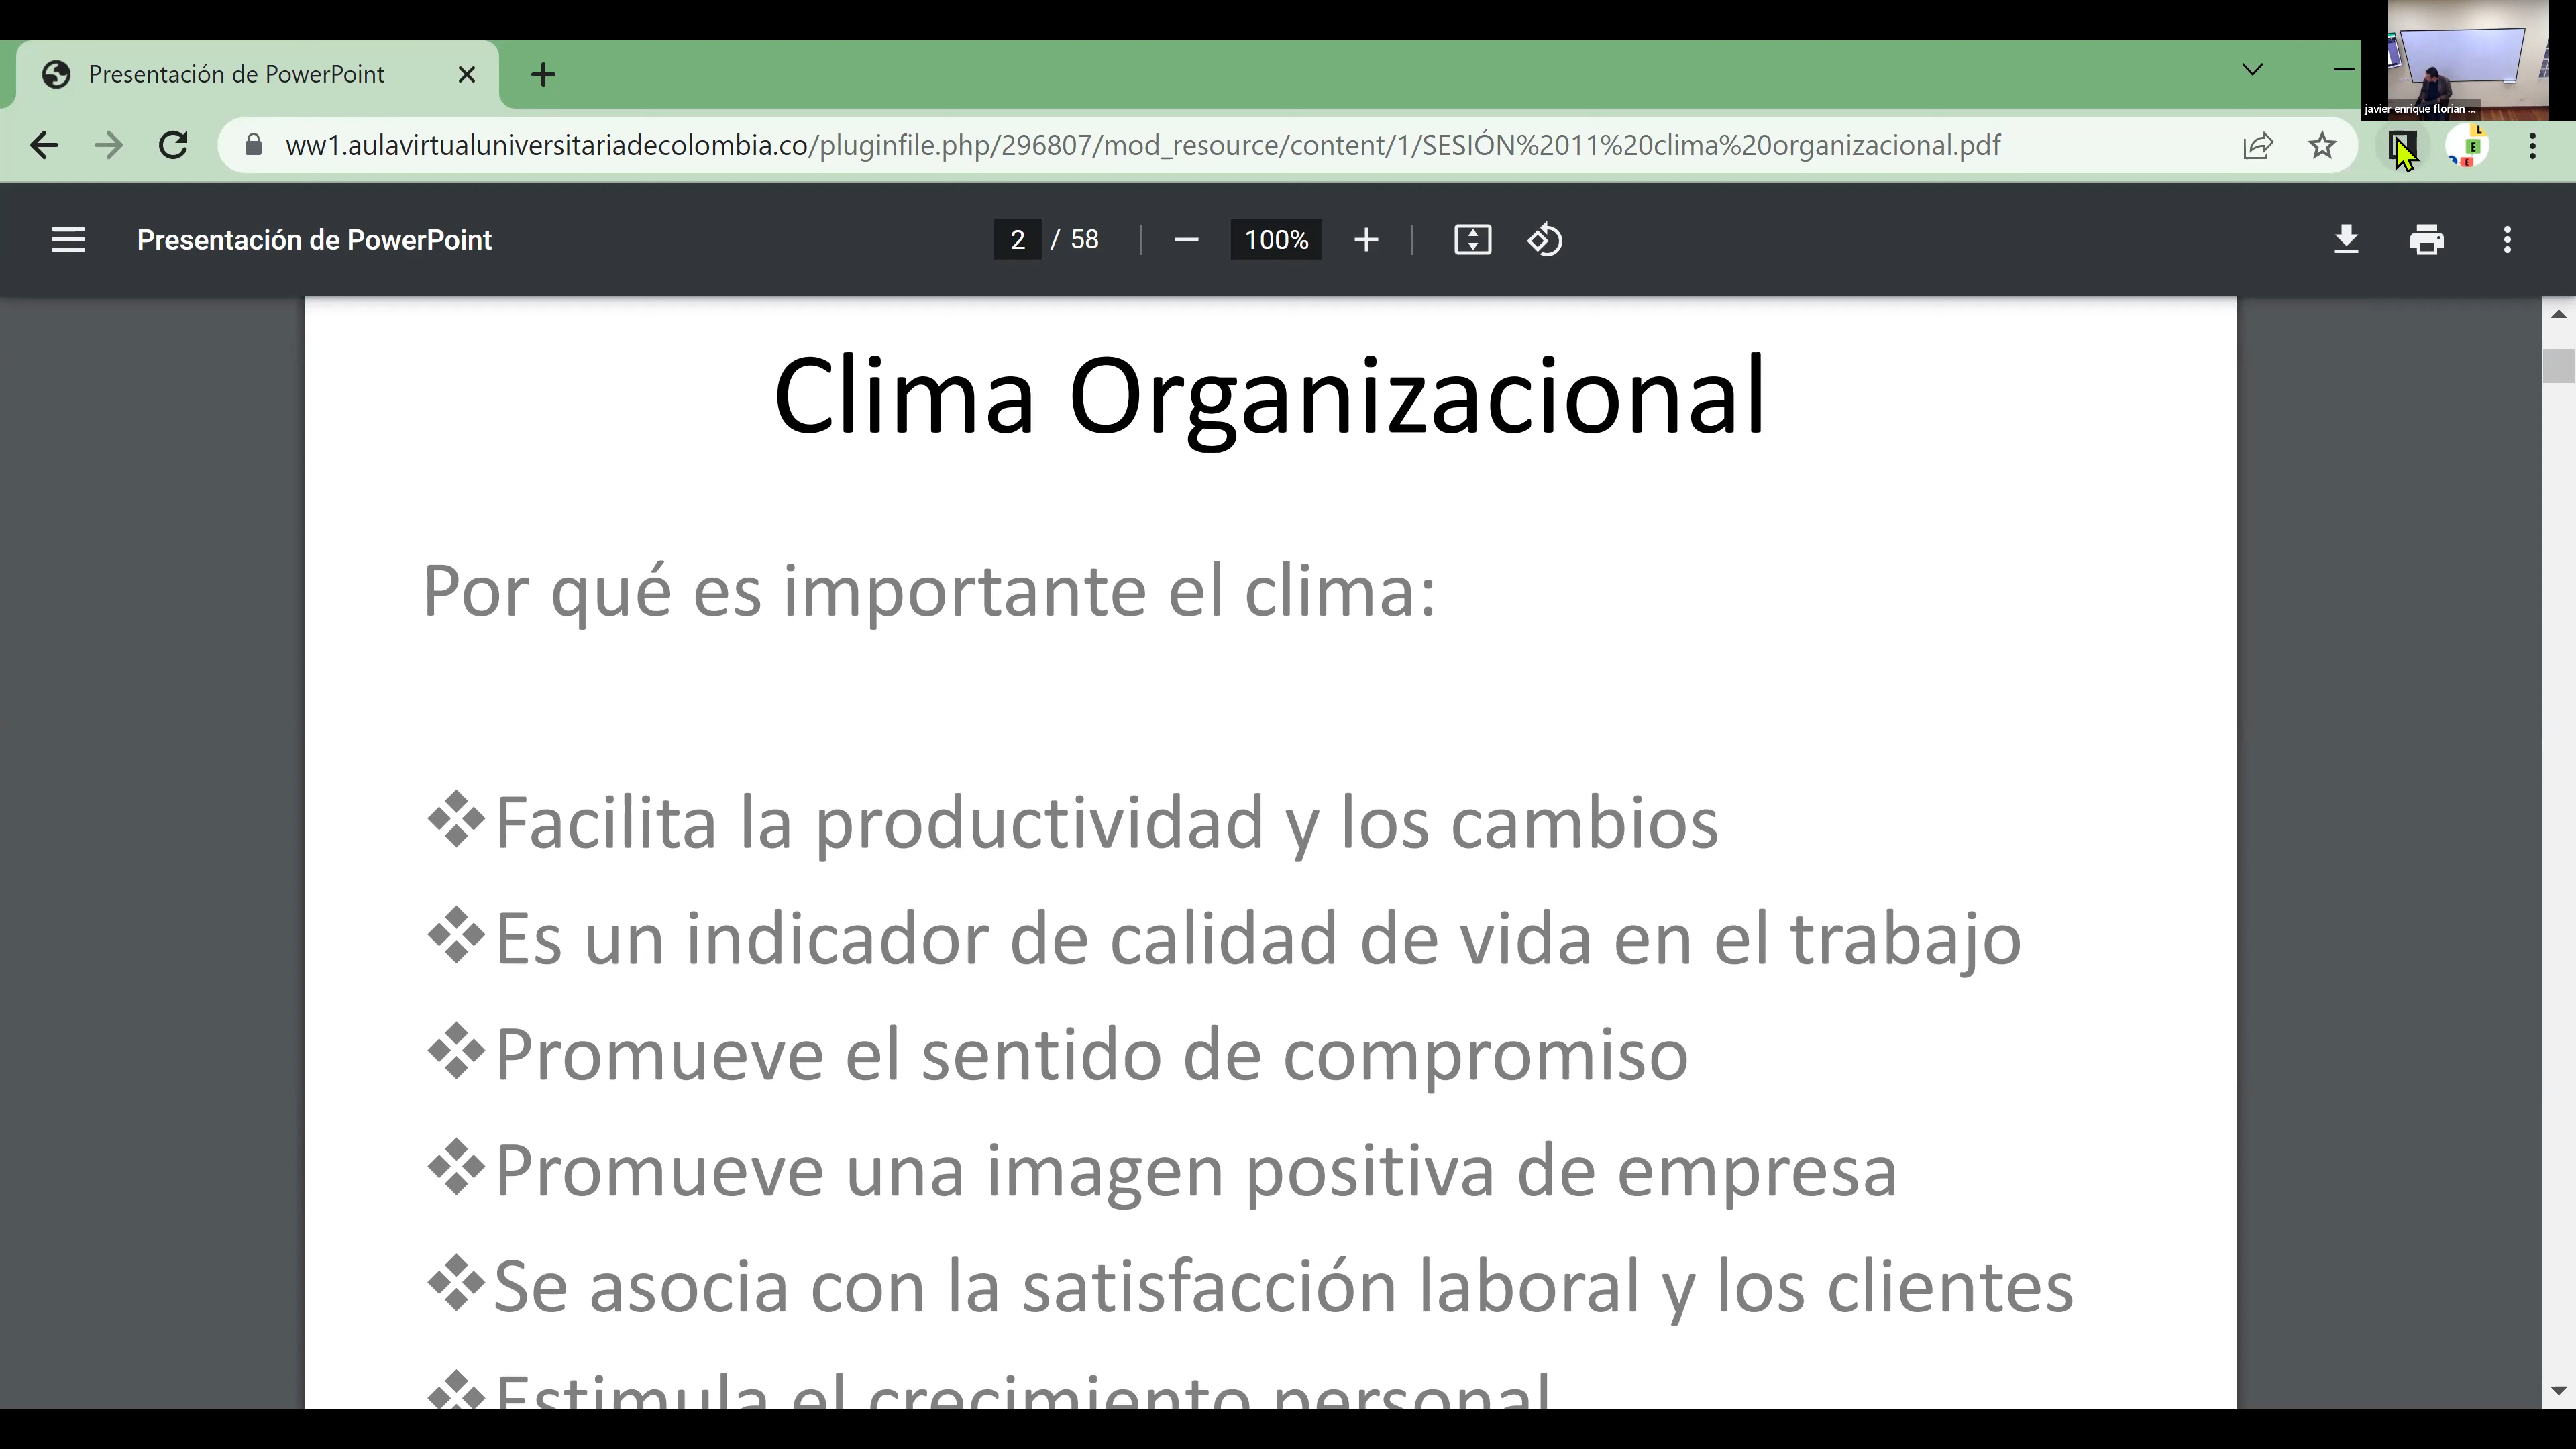 Presentación de PowerPoint
javier enrique florian ...
ww1.aulavirtualuniversitariadecolombia.co/pluginfile.php/296807/mod_resource/content/1/SESIÓN%2011%20clima%20organizacional.pdf
L
E
E
Presentación de PowerPoint
2 / 58
100%
Clima Organizacional
Por qué es importante el clima:
Facilita la productividad y los cambios
Es un indicador de calidad de vida en el trabajo
Promueve el sentido de compromiso
Promueve una imagen positiva de empresa
Se asocia con la satisfacción laboral y los clientes
Estimula el crecimiento personal